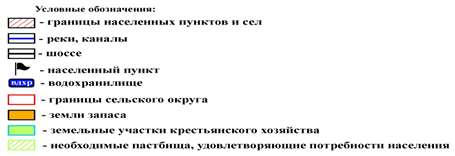 Условные обозначения:
- границы населенных пунктов и сел
- реки, каналы
- шоссе
- населенный пункт
вдхр - водохранилище
- границы сельского округа
- земли запаса
- земельные участки крестьянского хозяйства
- необходимые пастбища, удовлетворяющие потребности населения